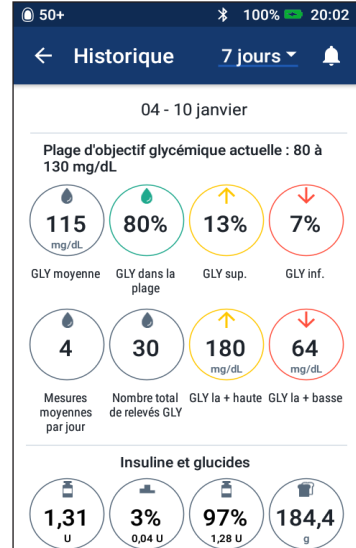 50+ 100% 20:02
Historique 7 jours
04 - 10 janvier
Plage d'objectif glycémique actuelle : 80 à
130 mg/dL
115 80% 13% 7%
mg/dL
GLY moyenne GLY dans la GLY sup. GLY inf.
plage
4 30 180 64
mg/dL mg/dL
Mesures Nombre total GLY la + haute GLY la + basse
moyennes de relevés GLY
par jour
Insuline et glucides
1,31 3% 97% 184,4
U 0,04 U 1,28 U g